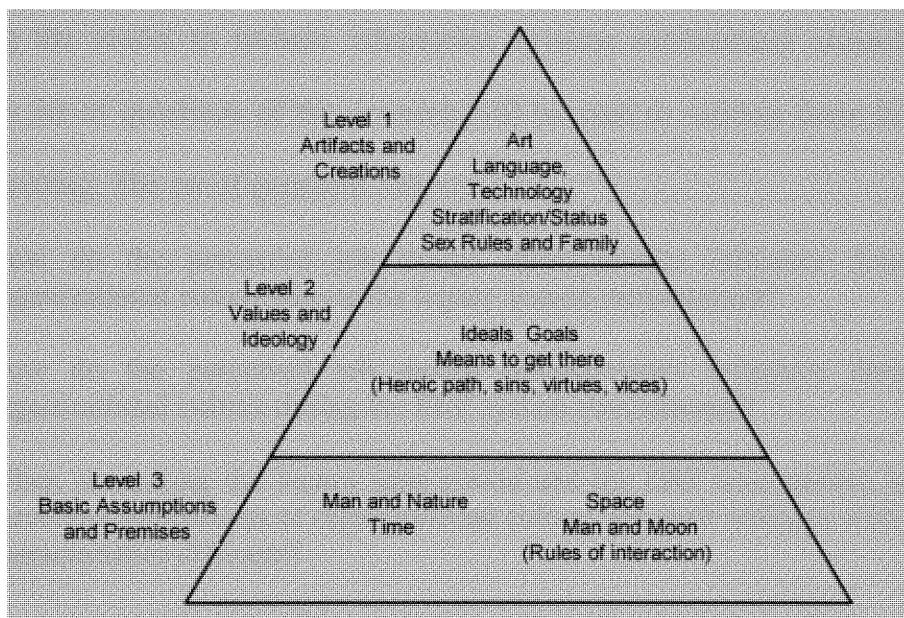 Level 1
Artifacts and
Creations
Art
Language,
Technology
Stratification/Status
Sex Rules and Family
Level 2
Values and
Ideology
Ideals Goals
Means to get there
(Heroic path, sins, virtues, vices)
Level 3
Basic Assumptions
and Premises
Man and Nature
Time
Space
Man and Moon
(Rules of interaction)